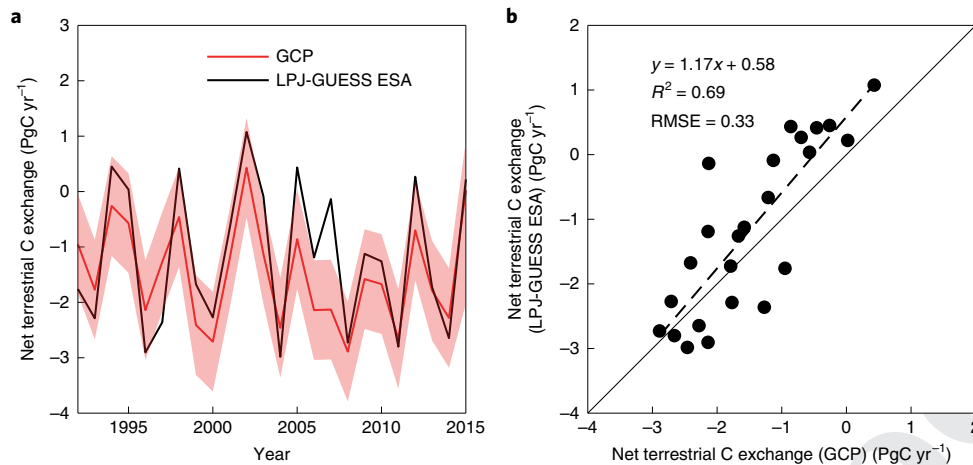 a
3
2
1
0
−1
−2
−3
−4
Net terrestrial C exchange (PgC yr⁻¹)
GCP
LPJ-GUESS ESA
1995 2000 2005 2010 2015
Year
b
2
1
0
−1
−2
−3
−4
Net terrestrial C exchange
(LPJ-GUESS ESA) (PgC yr⁻¹)
y = 1.17x + 0.58
R² = 0.69
RMSE = 0.33
−4 −3 −2 −1 0 1 2
Net terrestrial C exchange (GCP) (PgC yr⁻¹)